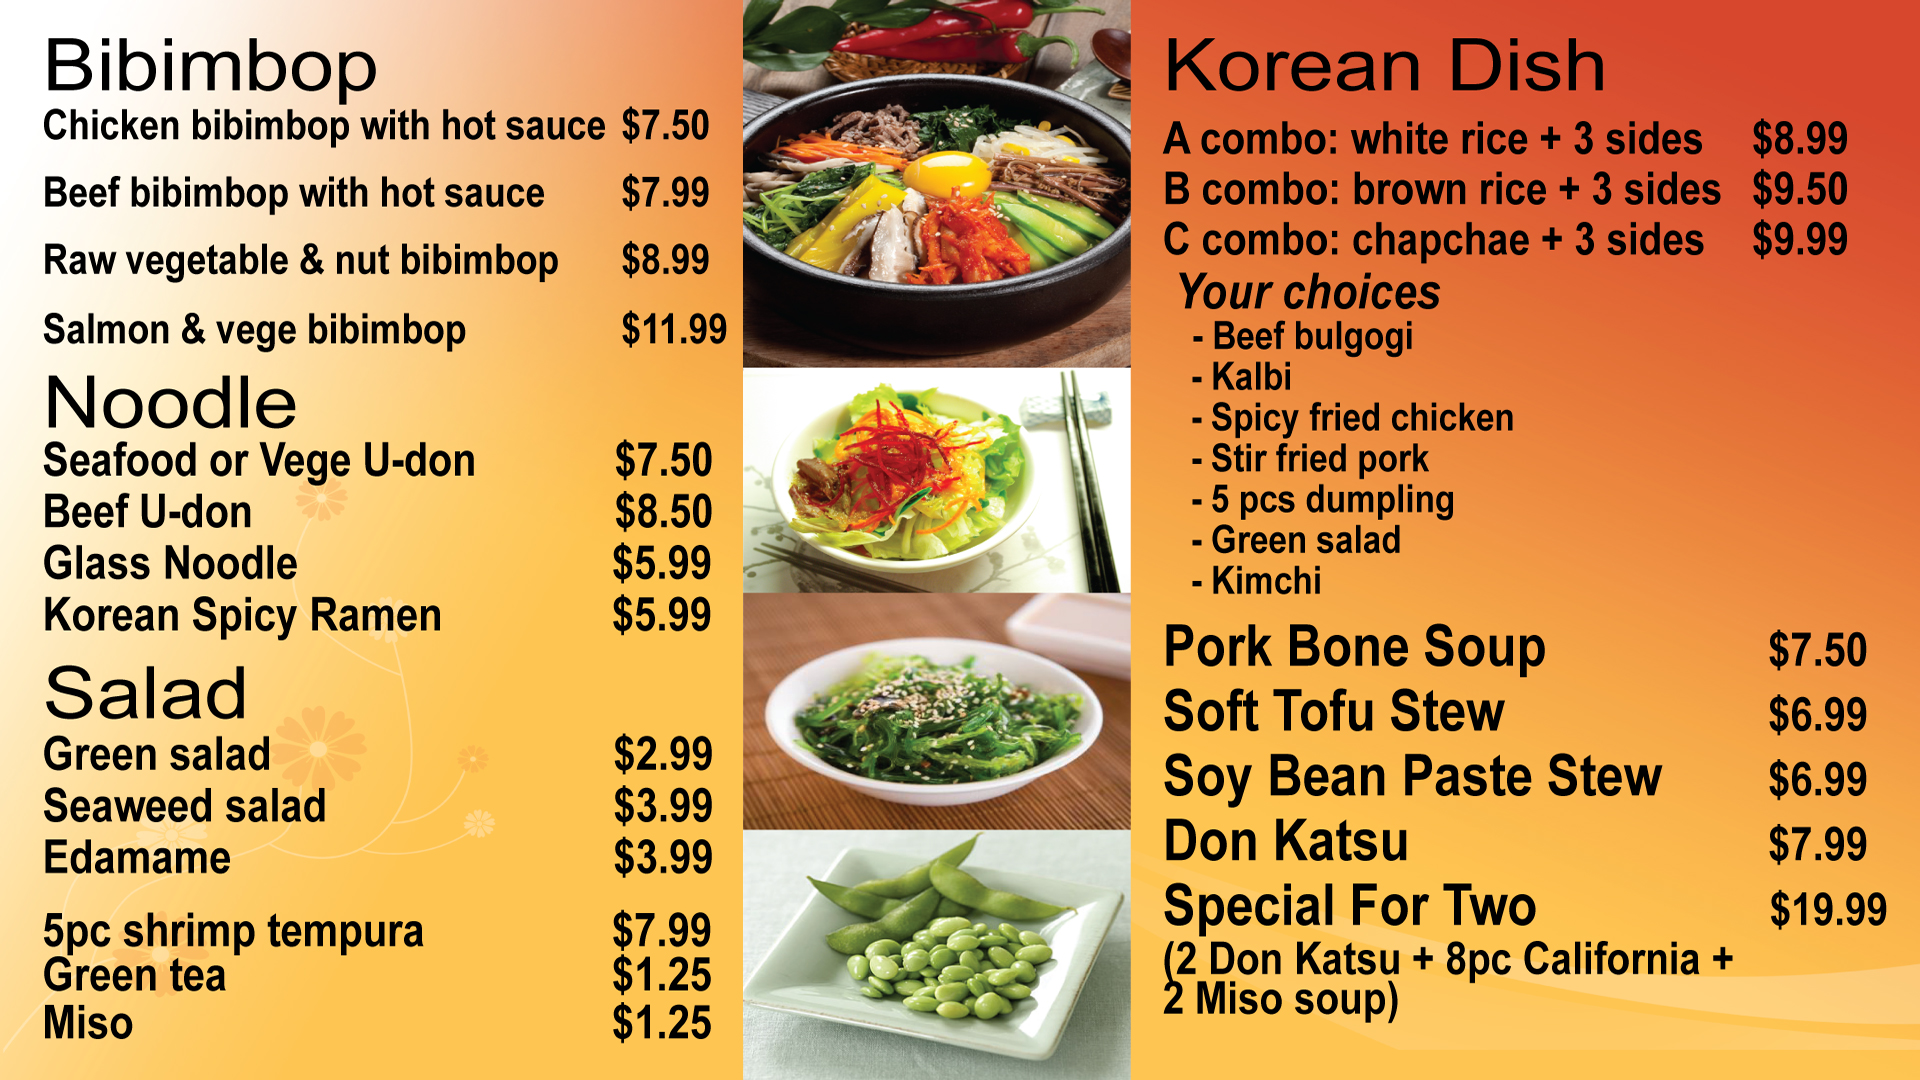 Bibimbop
Chicken bibimbop with hot sauce $7.50
Beef bibimbop with hot sauce $7.99
Raw vegetable & nut bibimbop $8.99
Salmon & vege bibimbop $11.99
Noodle
Seafood or Vege U-don $7.50
Beef U-don $8.50
Glass Noodle $5.99
Korean Spicy Ramen $5.99
Salad
Green salad $2.99
Seaweed salad $3.99
Edamame $3.99
5pc shrimp tempura $7.99
Green tea $1.25
Miso $1.25
Korean Dish
A combo: white rice + 3 sides $8.99
B combo: brown rice + 3 sides $9.50
C combo: chapchae + 3 sides $9.99
Your choices
- Beef bulgogi
- Kalbi
- Spicy fried chicken
- Stir fried pork
- 5 pcs dumpling
- Green salad
- Kimchi
Pork Bone Soup $7.50
Soft Tofu Stew $6.99
Soy Bean Paste Stew $6.99
Don Katsu $7.99
Special For Two $19.99
(2 Don Katsu + 8pc California +
2 Miso soup)